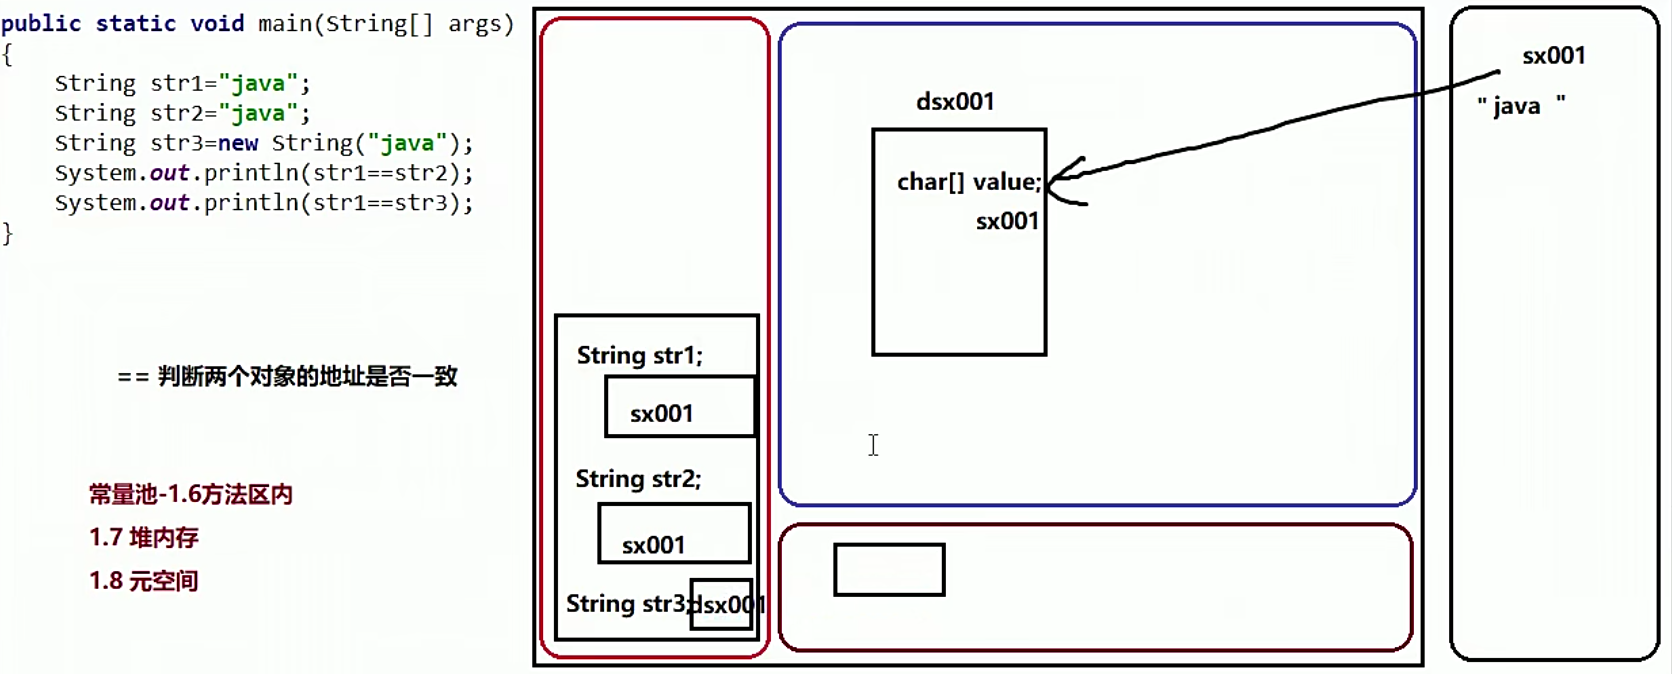 public static void main(String[] args)
{
String str1="java";
String str2="java";
String str3=new String("java");
System.out.println(str1==str2);
System.out.println(str1==str3);
}
== 判断两个对象的地址是否一致
常量池-1.6方法区内
1.7 堆内存
1.8 元空间
String str1;
sx001
String str2;
sx001
String str3;
dsx001
dsx001
char[] value;
sx001
sx001
"java "